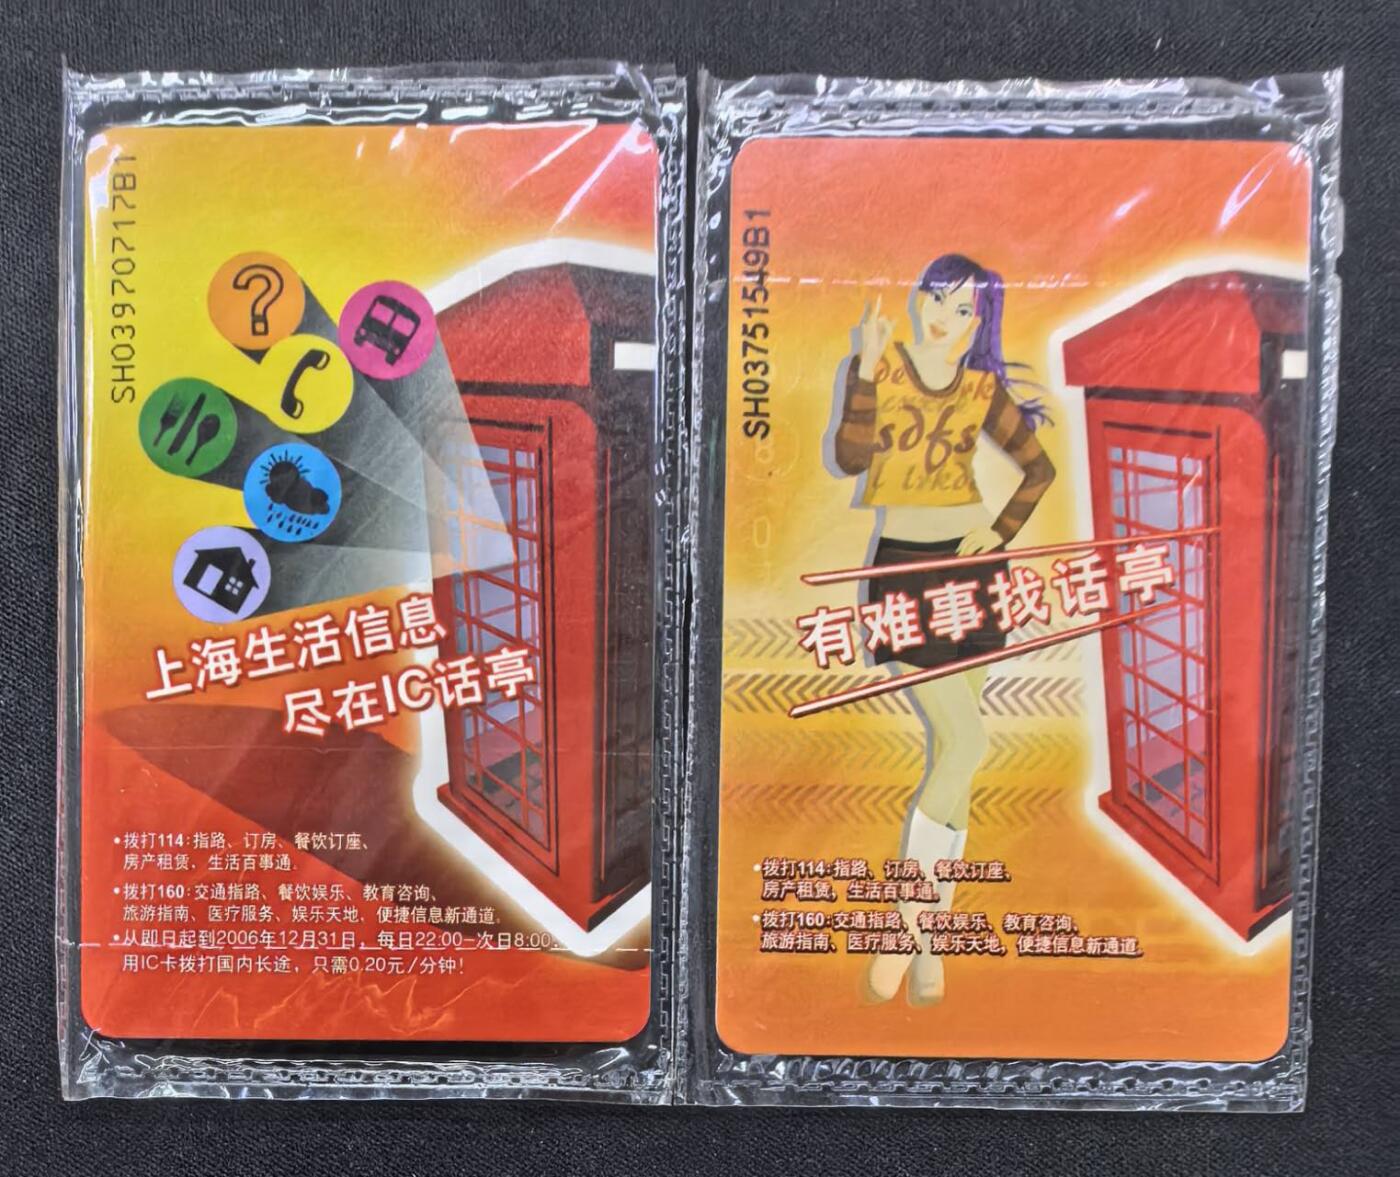 SH039707017B1
上海生活信息
尽在IC话亭
•拨打114:指路、订房、餐饮订座、
房产租赁，生活百事通。
•拨打160:交通指路、餐饮娱乐、教育咨询、
旅游指南、医疗服务、娱乐天地，便捷信息新通道。
•从即日起到2006年12月31日，每日22:00-次日8:00，
用IC卡拨打国内长途，只需0.20元/分钟！
SH03751549B1
sdfs
有难事找话亭
•拨打114:指路、订房、餐饮订座、
房产租赁，生活百事通。
•拨打160:交通指路、餐饮娱乐、教育咨询、
旅游指南、医疗服务、娱乐天地，便捷信息新通道。